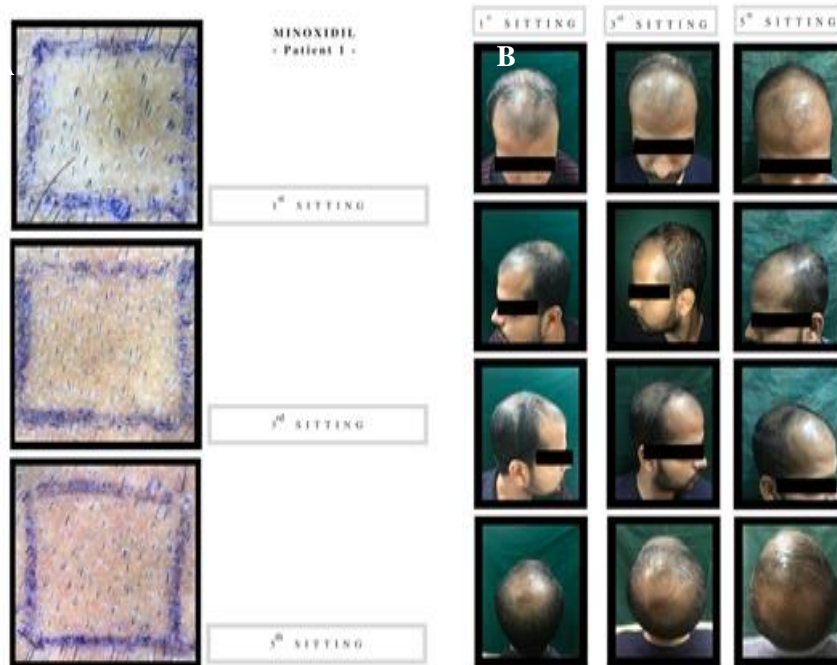 MINOXIDIL
- Patient 1 -
1st SITTING
3rd SITTING
5th SITTING
B
1st SITTING
3rd SITTING
5th SITTING